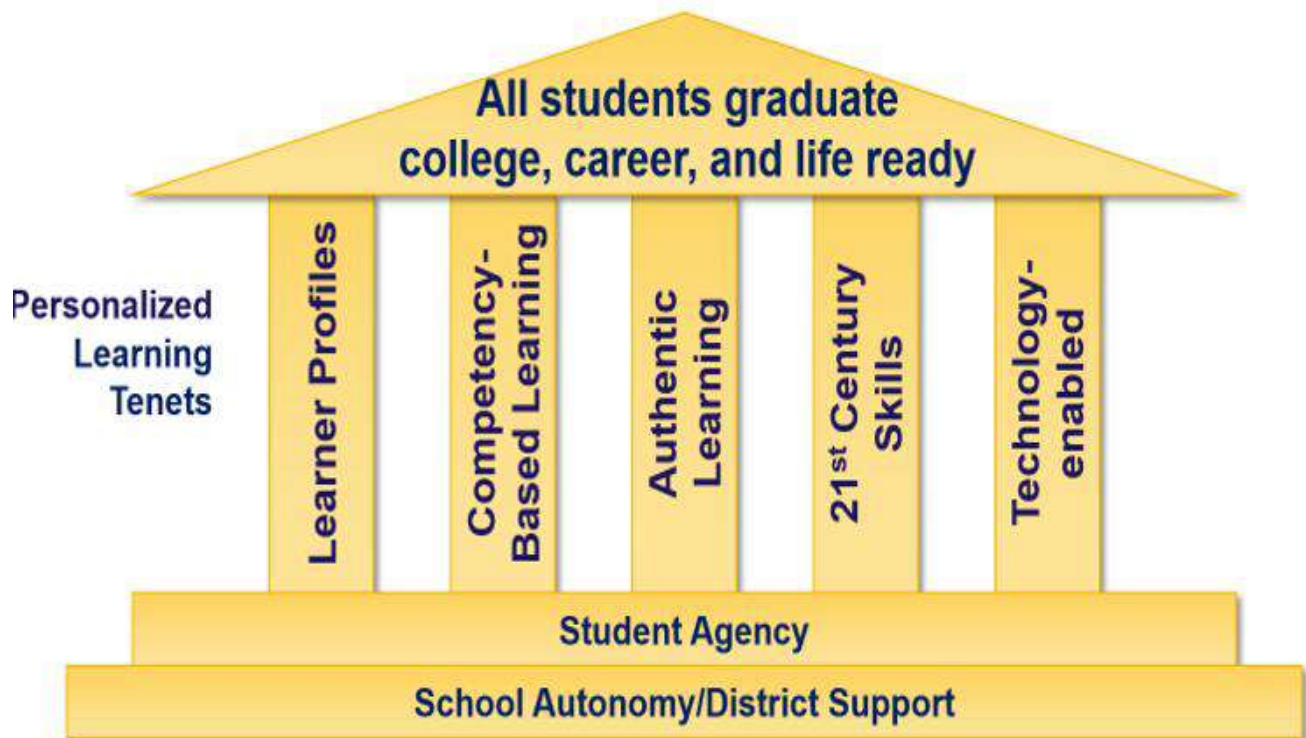 All students graduate
college, career, and life ready
Personalized
Learning
Tenets
Learner Profiles
Competency-
Based Learning
Authentic
Learning
21st Century
Skills
Technology-
enabled
Student Agency
School Autonomy/District Support